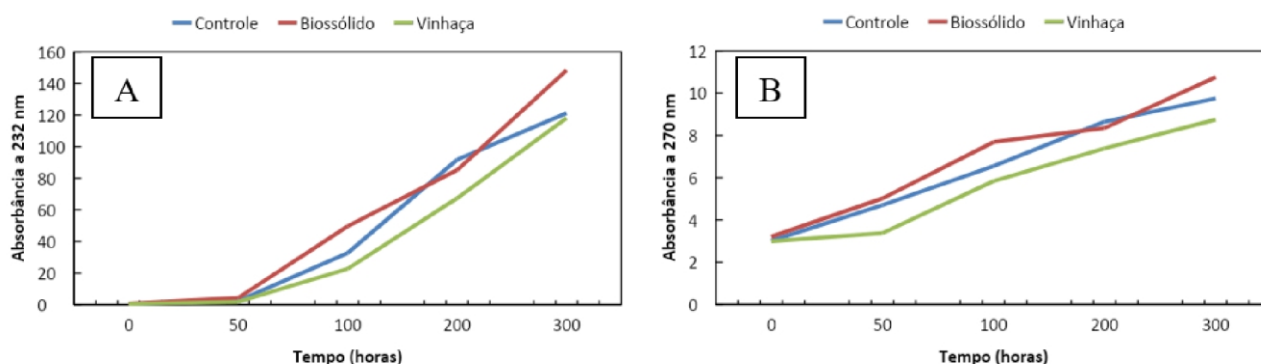 Controle Biossólido Vinhaça
A
Absorbância a 232 nm
160
140
120
100
80
60
40
20
0
0 50 100 200 300
Tempo (horas)
Controle Biossólido Vinhaça
B
Absorbância a 270 nm
12
10
8
6
4
2
0
0 50 100 200 300
Tempo (horas)